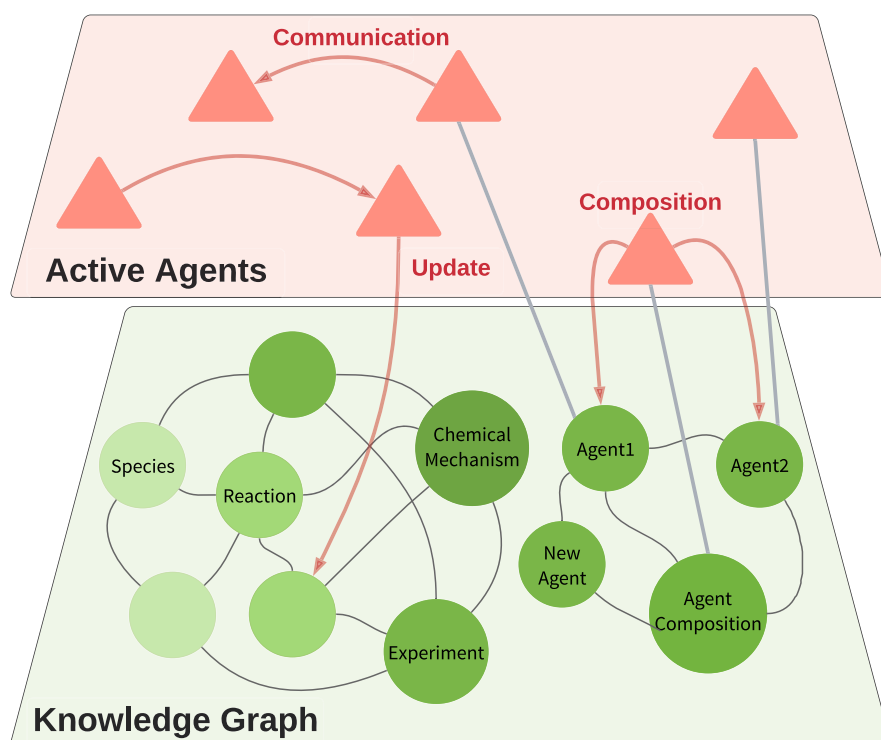 Communication
Composition
Active Agents
Update
Chemical
Mechanism
Species
Reaction
Agent1
Agent2
New
Agent
Agent
Composition
Experiment
Knowledge Graph